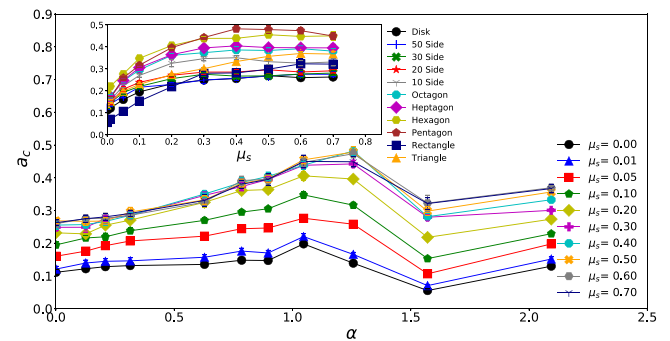 0.9
0.8
0.7
0.6
0.5
0.4
0.3
0.2
0.1
0.0
a_c
0.0 0.5 1.0 1.5 2.0 2.5
α
0.5
0.4
0.3
0.2
0.1
0.0
0.0 0.1 0.2 0.3 0.4 0.5 0.6 0.7 0.8
μ_s
Disk
50 Side
30 Side
20 Side
10 Side
Octagon
Heptagon
Hexagon
Pentagon
Rectangle
Triangle
μ_s = 0.00
μ_s = 0.01
μ_s = 0.05
μ_s = 0.10
μ_s = 0.20
μ_s = 0.30
μ_s = 0.40
μ_s = 0.50
μ_s = 0.60
μ_s = 0.70